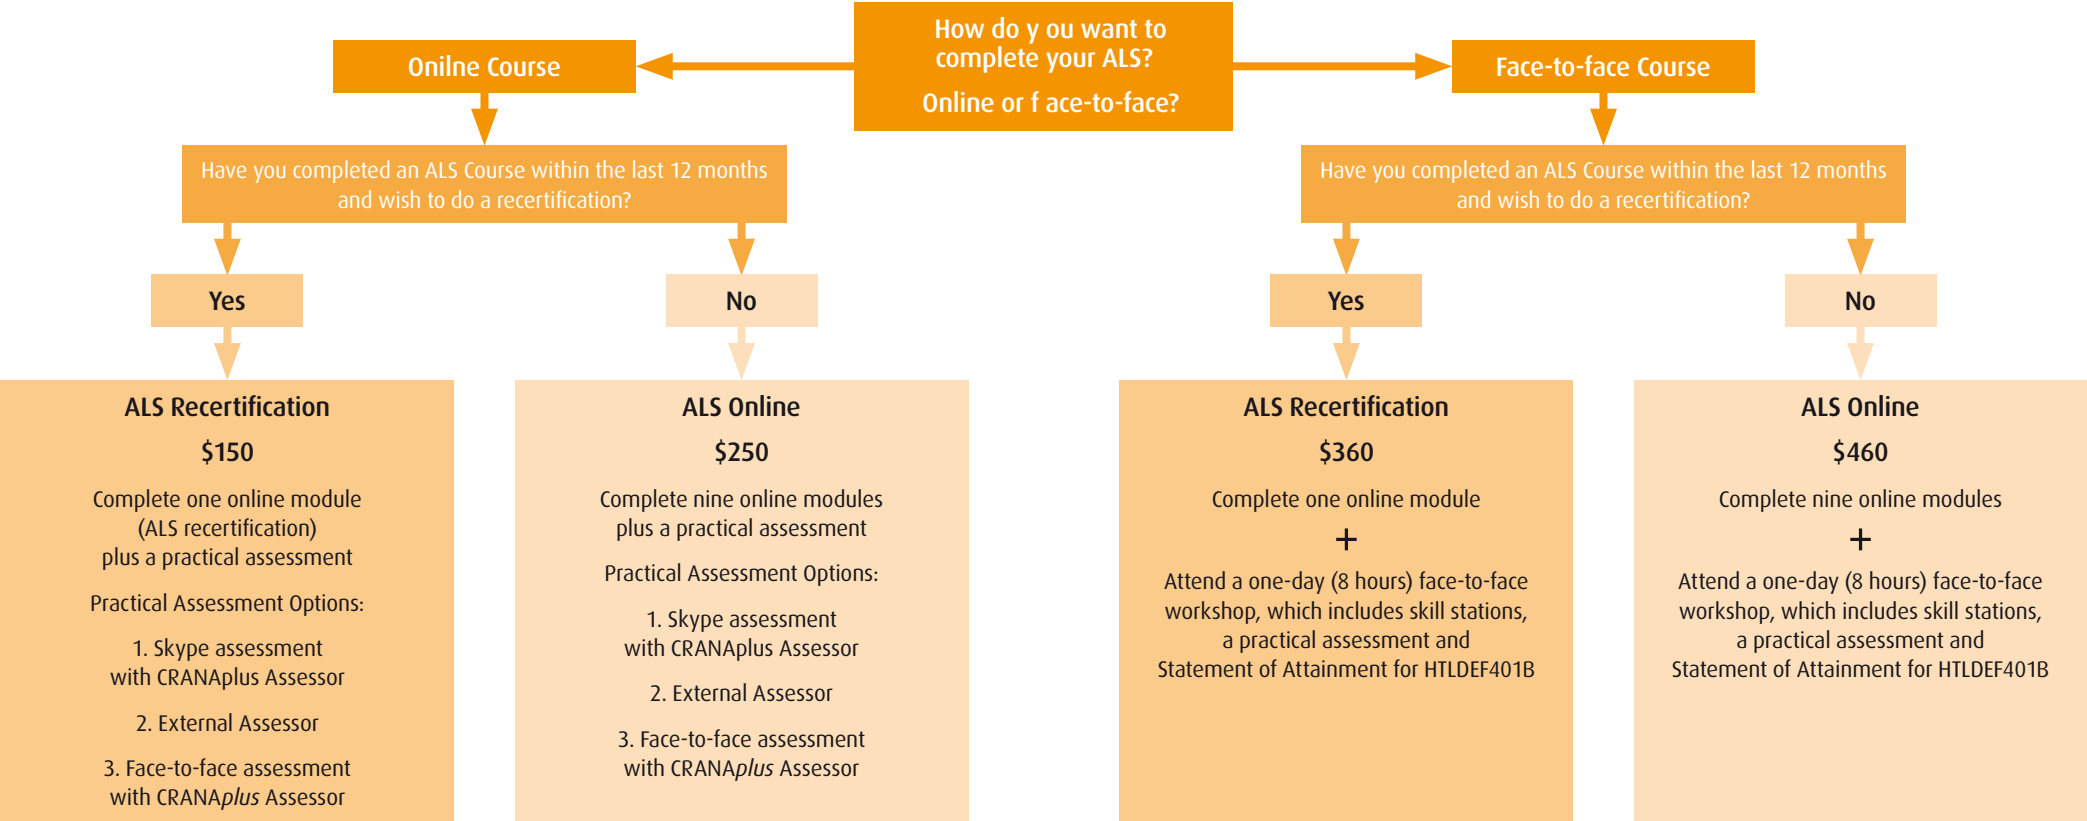 How do y ou want to
complete your ALS?
Online or f ace-to-face?
Onilne Course
Face-to-face Course
Have you completed an ALS Course within the last 12 months
and wish to do a recertification?
Have you completed an ALS Course within the last 12 months
and wish to do a recertification?
Yes
No
Yes
No
ALS Recertification
$150
Complete one online module
(ALS recertification)
plus a practical assessment
Practical Assessment Options:
1. Skype assessment
with CRANAplus Assessor
2. External Assessor
3. Face-to-face assessment
with CRANAplus Assessor
ALS Online
$250
Complete nine online modules
plus a practical assessment
Practical Assessment Options:
1. Skype assessment
with CRANAplus Assessor
2. External Assessor
3. Face-to-face assessment
with CRANAplus Assessor
ALS Recertification
$360
Complete one online module
+
Attend a one-day (8 hours) face-to-face
workshop, which includes skill stations,
a practical assessment and
Statement of Attainment for HTLDEF401B
ALS Online
$460
Complete nine online modules
+
Attend a one-day (8 hours) face-to-face
workshop, which includes skill stations,
a practical assessment and
Statement of Attainment for HTLDEF401B